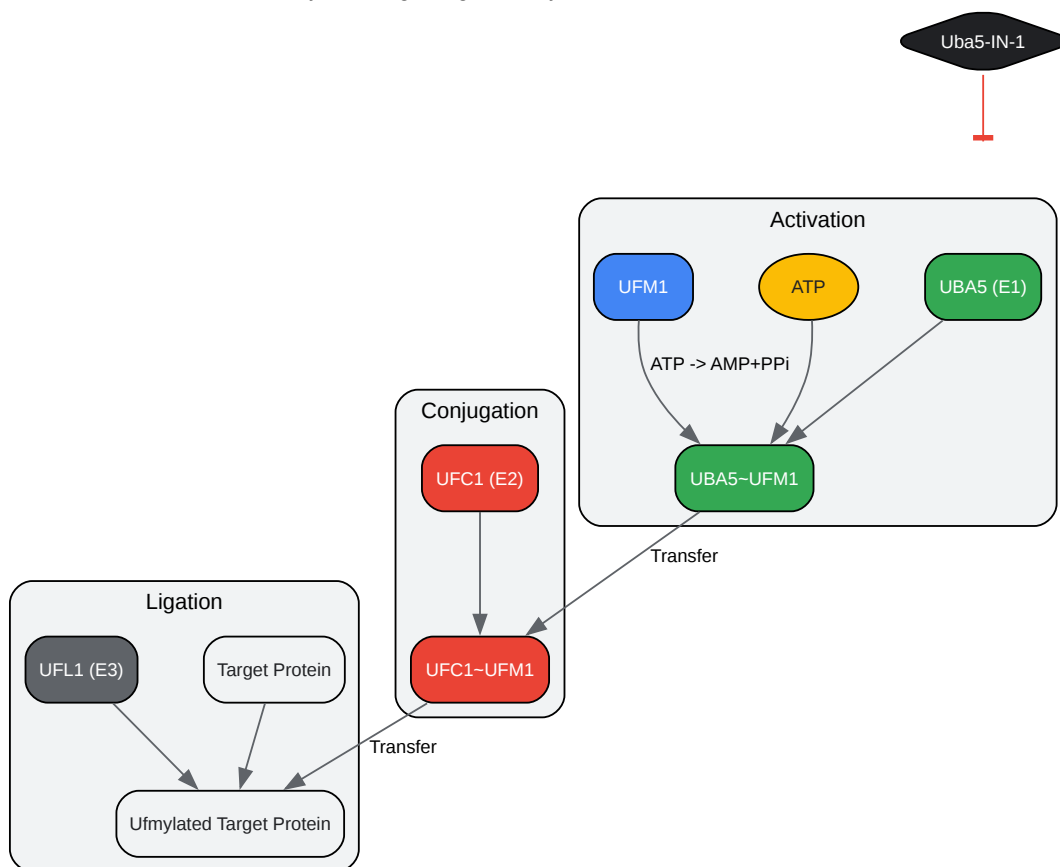 Uba5-IN-1
Activation
UFM1
ATP
UBA5 (E1)
ATP -> AMP+PPi
Conjugation
UFC1 (E2)
UBA5~UFM1
Transfer
Ligation
UFL1 (E3)
Target Protein
UFC1~UFM1
Transfer
Ufmylated Target Protein